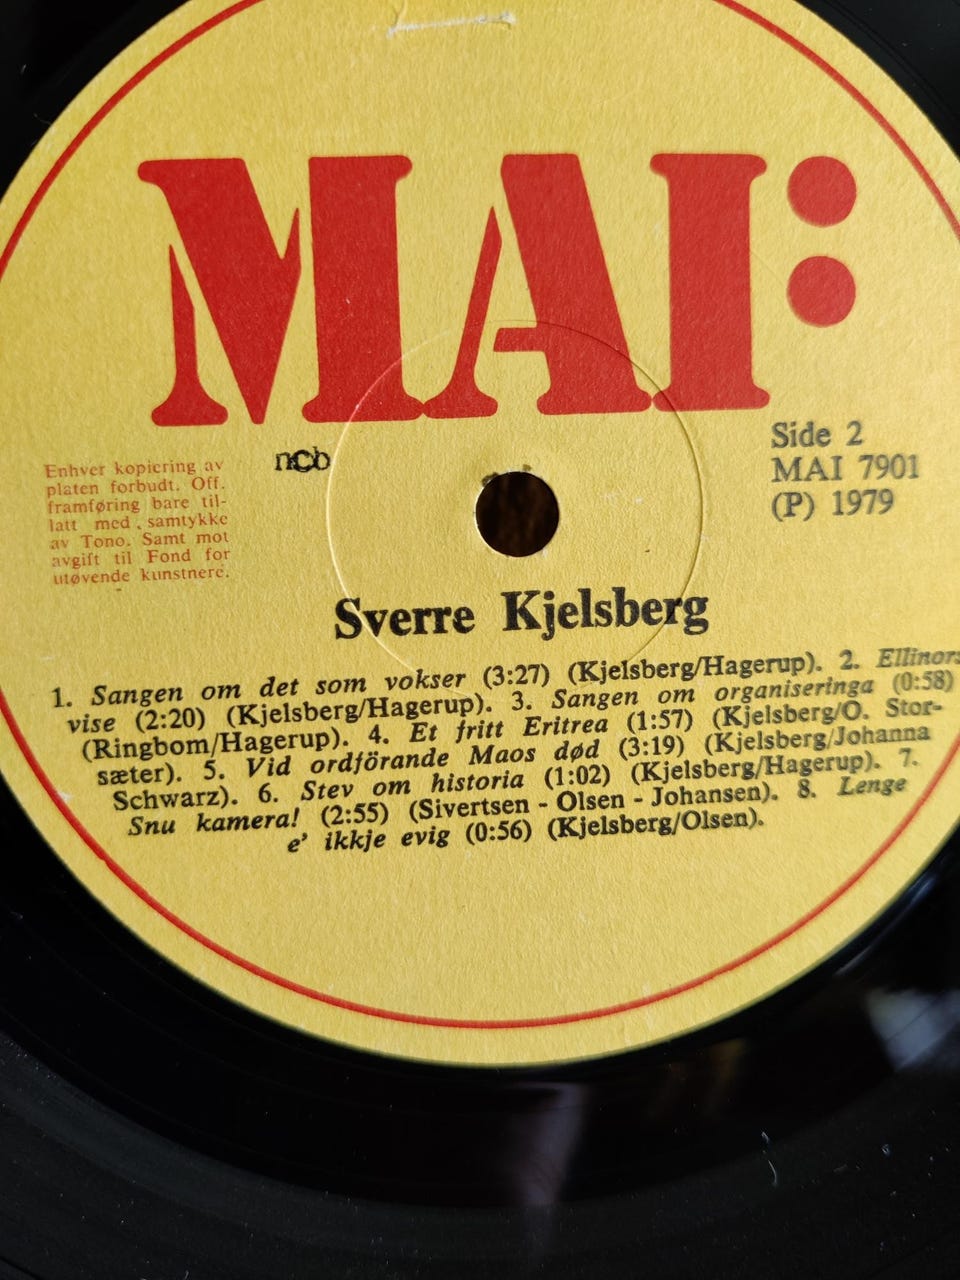 MAI:
Side 2
MAI 7901
(P) 1979
ncb
Enhver kopiering av
platen forbudt. Off.
framføring bare til-
latt med samtykke
av Tono. Samt mot
avgift til Fond for
utøvende kunstnere.
Sverre Kjelsberg
1. Sangen om det som vokser (3:27) (Kjelsberg/Hagerup). 2. Ellinors
vise (2:20) (Kjelsberg/Hagerup). 3. Sangen om organiseringa (0:58)
(Ringbom/Hagerup). 4. Et fritt Eritrea (1:57) (Kjelsberg/O. Stor-
sæter). 5. Vid ordförande Maos død (3:19) (Kjelsberg/Johanna
Schwarz). 6. Stev om historia (1:02) (Kjelsberg/Hagerup). 7.
Snu kamera! (2:55) (Sivertsen - Olsen - Johansen). 8. Lenge
e' ikkje evig (0:56) (Kjelsberg/Olsen).